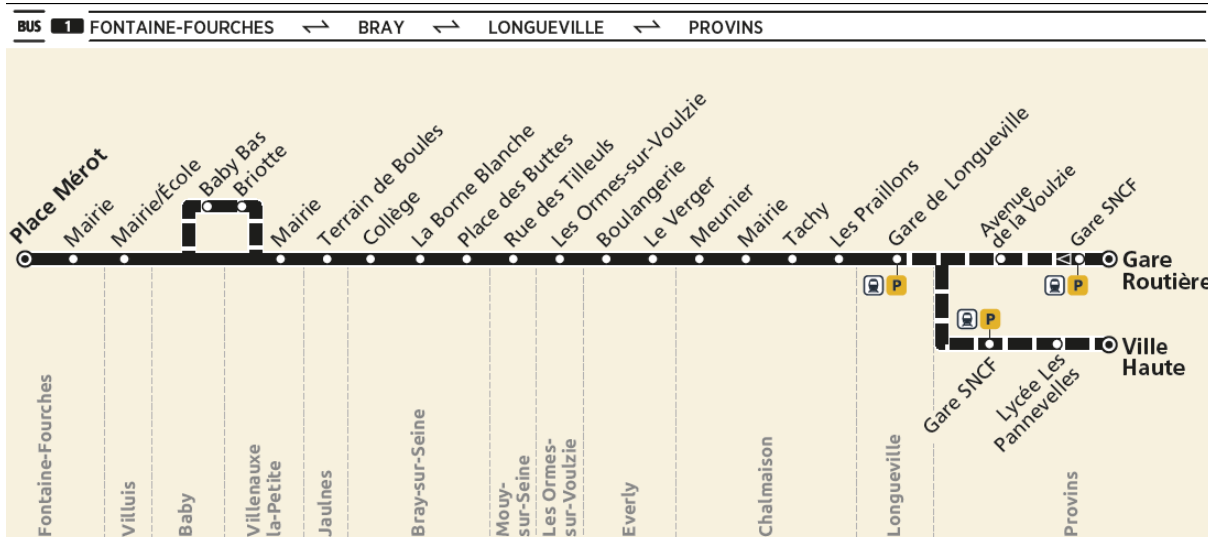 BUS 1 FONTAINE-FOURCHES ⇌ BRAY ⇌ LONGUEVILLE ⇌ PROVINS
Place Mérot
Mairie
Mairie/École
Baby Bas
Briotte
Mairie
Terrain de Boules
Collège
La Borne Blanche
Place des Buttes
Rue des Tilleuls
Les Ormes-sur-Voulzie
Boulangerie
Le Verger
Meunier
Mairie
Tachy
Les Praillons
Gare de Longueville
P
Avenue
de la Voulzie
Gare SNCF
P
Gare
Routière
P
Gare SNCF
Lycée Les
Pannevelles
Ville
Haute
Fontaine-Fourches
Villuis
Baby
Villenauxe
la-Petite
Jaulnes
Bray-sur-Seine
Mouy-
sur-Seine
Les Ormes-
sur-Voulzie
Everly
Chalmaison
Longueville
Provins